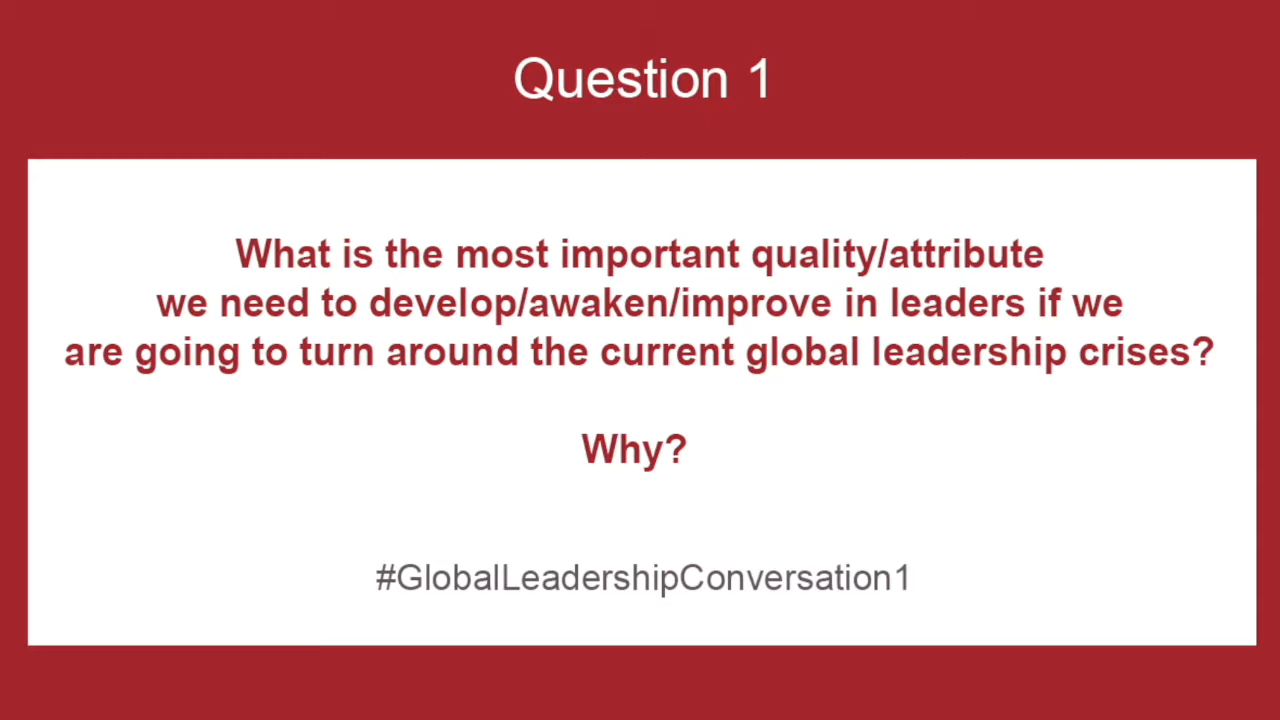 Question 1
What is the most important quality/attribute
we need to develop/awaken/improve in leaders if we
are going to turn around the current global leadership crises?
Why?
#GlobalLeadershipConversation1